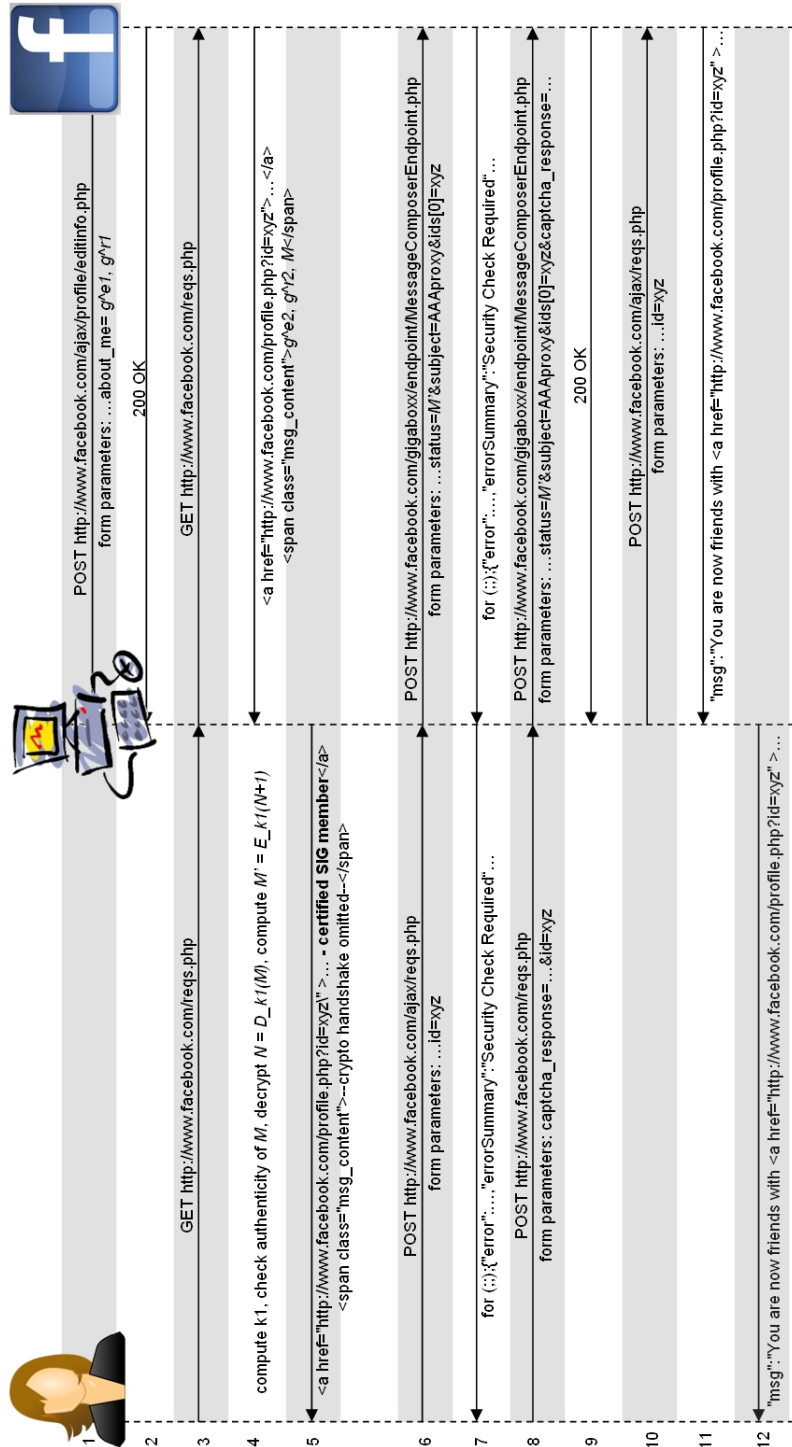 f
1
POST http://www.facebook.com/ajax/profile/editinfo.php
form parameters: …about_me= g^e1, g^r1
2
200 OK
3
GET http://www.facebook.com/reqs.php
GET http://www.facebook.com/reqs.php
4
compute k1, check authenticity of M, decrypt N = D_k1(M), compute M' = E_k1(N+1)
<a href="http://www.facebook.com/profile.php?id=xyz">…</a>
<span class="msg_content">g^e2, g^r2, M</span>
5
<a href="http://www.facebook.com/profile.php?id=xyz\" >… - certified SIG member</a>
<span class="msg_content">--crypto handshake omitted--</span>
6
POST http://www.facebook.com/ajax/reqs.php
form parameters: …id=xyz
POST http://www.facebook.com/gigaboxx/endpoint/MessageComposerEndpoint.php
form parameters: …status=M'&subject=AAAproxy&ids[0]=xyz
7
for (;;);{"error":…,"errorSummary":"Security Check Required"…
for (;;);{"error":…,"errorSummary":"Security Check Required"…
8
POST http://www.facebook.com/reqs.php
form parameters: captcha_response=…&id=xyz
POST http://www.facebook.com/gigaboxx/endpoint/MessageComposerEndpoint.php
form parameters: …status=M'&subject=AAAproxy&ids[0]=xyz&captcha_response=…
9
200 OK
10
POST http://www.facebook.com/ajax/reqs.php
form parameters: …id=xyz
11
"msg":"You are now friends with <a href="http://www.facebook.com/profile.php?id=xyz" >…
12
"msg":"You are now friends with <a href="http://www.facebook.com/profile.php?id=xyz" >…